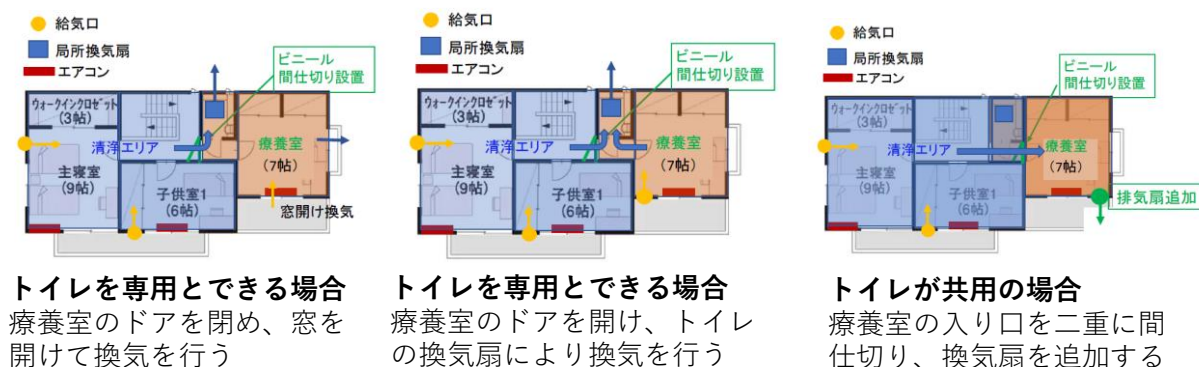 給気口
局所換気扇
エアコン
ビニール
間仕切り設置
ウォークインクロゼット
(3帖)
清浄エリア
療養室
(7帖)
主寝室
(9帖)
子供室1
(6帖)
窓開け換気
トイレを専用とできる場合
療養室のドアを閉め、窓を
開けて換気を行う
給気口
局所換気扇
エアコン
ビニール
間仕切り設置
ウォークインクロゼット
(3帖)
清浄エリア
療養室
(7帖)
主寝室
(9帖)
子供室1
(6帖)
トイレを専用とできる場合
療養室のドアを開け、トイレ
の換気扇により換気を行う
給気口
局所換気扇
エアコン
ビニール
間仕切り設置
ウォークインクロゼット
(3帖)
清浄エリア
療養室
(7帖)
主寝室
(9帖)
子供室1
(6帖)
排気扇追加
トイレが共用の場合
療養室の入り口を二重に間
仕切り、換気扇を追加する